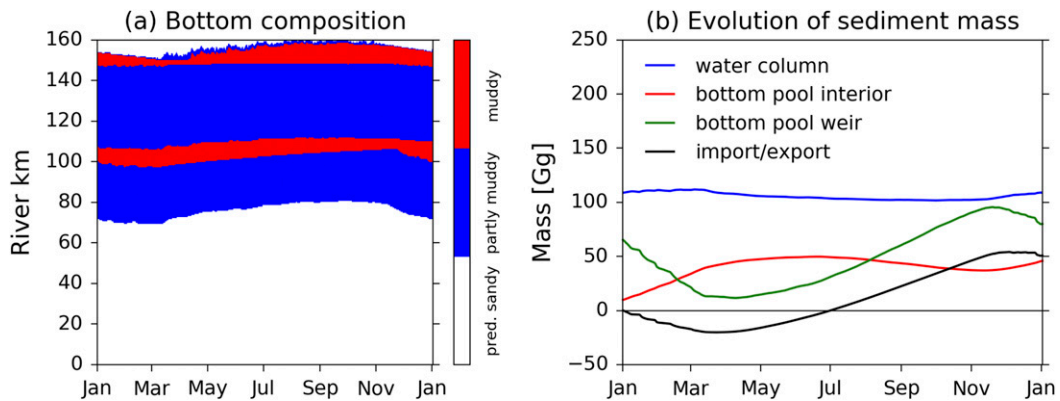 (a) Bottom composition
River km
160
140
120
100
80
60
40
20
0
Jan Mar May Jul Sep Nov Jan
muddy
partly muddy
pred. sandy
(b) Evolution of sediment mass
Mass [Gg]
250
200
150
100
50
0
−50
Jan Mar May Jul Sep Nov Jan
water column
bottom pool interior
bottom pool weir
import/export